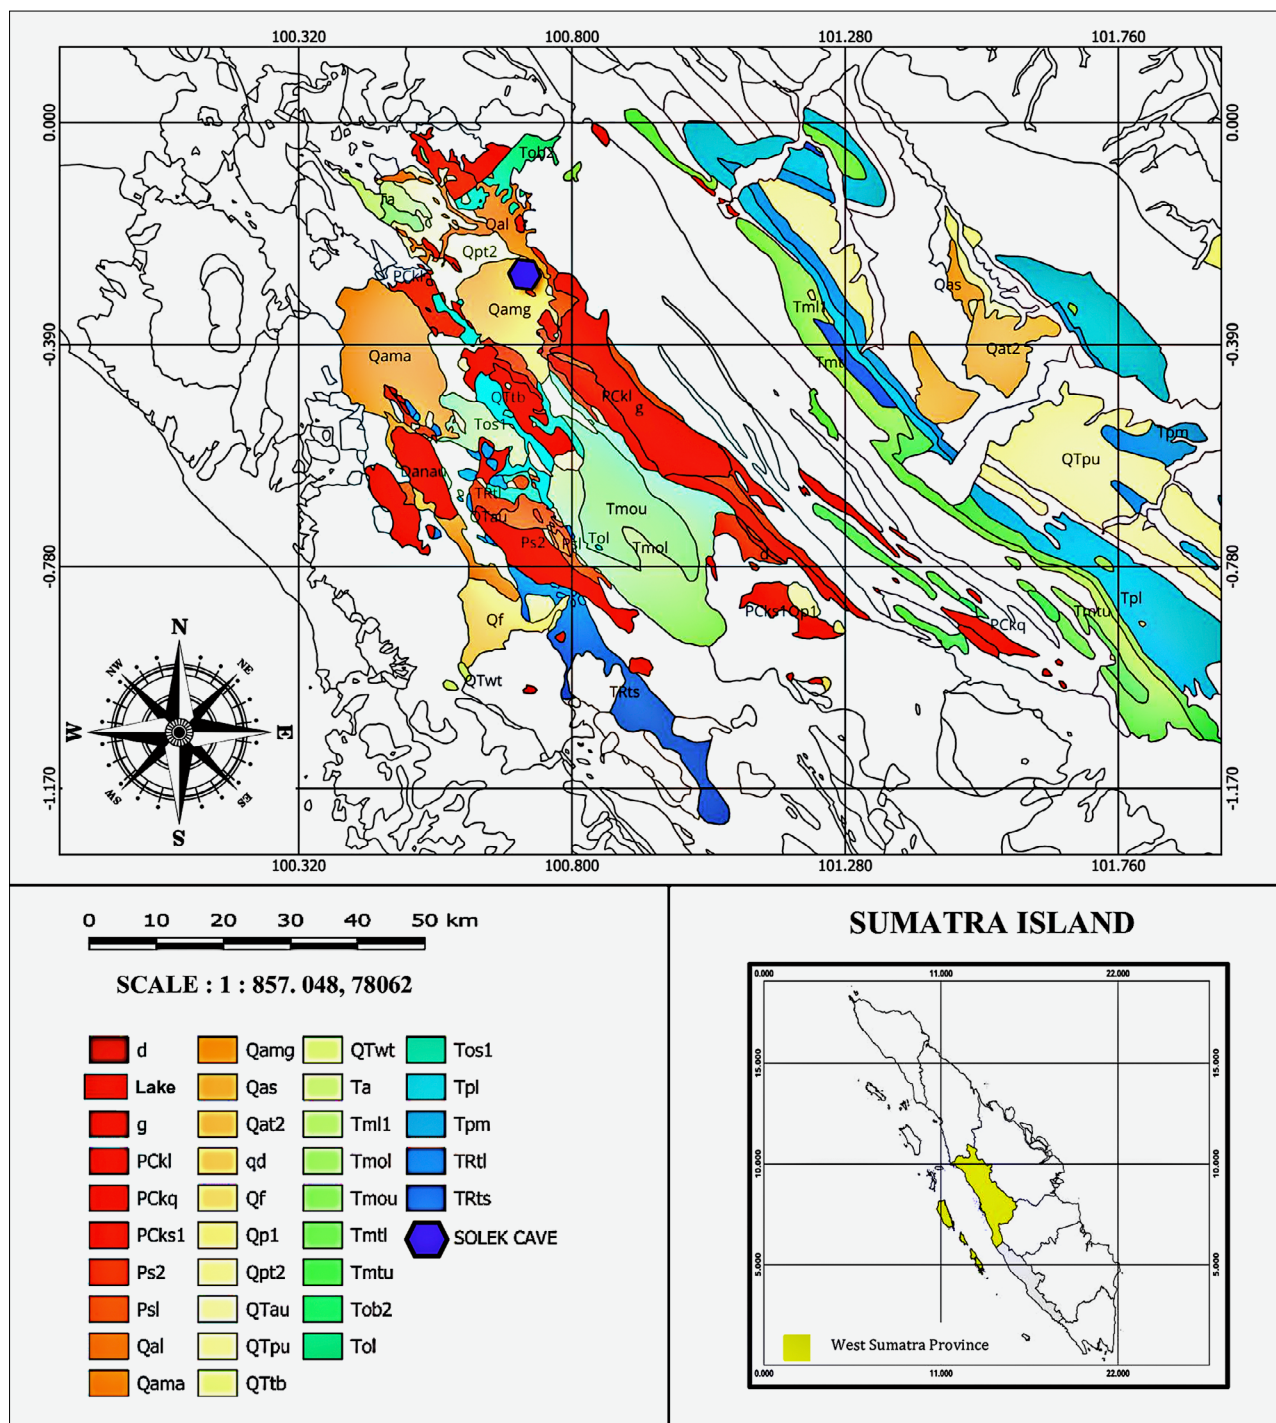 100.320 100.800 101.280 101.760
0.000 0.000
Tob2
Ta
Qal
Qpt2
PCkl
Qas
Qamg
Tml1
-0.390 -0.390
Qama
Qat2
Tmtl
QTtb
PCkl
g
Tos1
Tpm
QTpu
Danau
TRtl
Tmou
QTau
Ps2
Psl
Tol
Tmol
d
-0.780 -0.780
Tpl
PCks1
Qp1
Tmtu
Qf
PCkq
QTwt
TRts
N
NW NE
W E
SW ES
S
-1.170 -1.170
100.320 100.800 101.280 101.760
0 10 20 30 40 50 km
SCALE : 1 : 857. 048, 78062
d
Lake
g
PCkl
PCkq
PCks1
Ps2
Psl
Qal
Qama
Qamg
Qas
Qat2
qd
Qf
Qp1
Qpt2
QTau
QTpu
QTtb
QTwt
Ta
Tml1
Tmol
Tmou
Tmtl
Tmtu
Tob2
Tol
Tos1
Tpl
Tpm
TRtl
TRts
SOLEK CAVE
SUMATRA ISLAND
0.000 11.000 22.000
15.000 15.000
10.000 10.000
5.000 5.000
West Sumatra Province
0.000 11.000 22.000